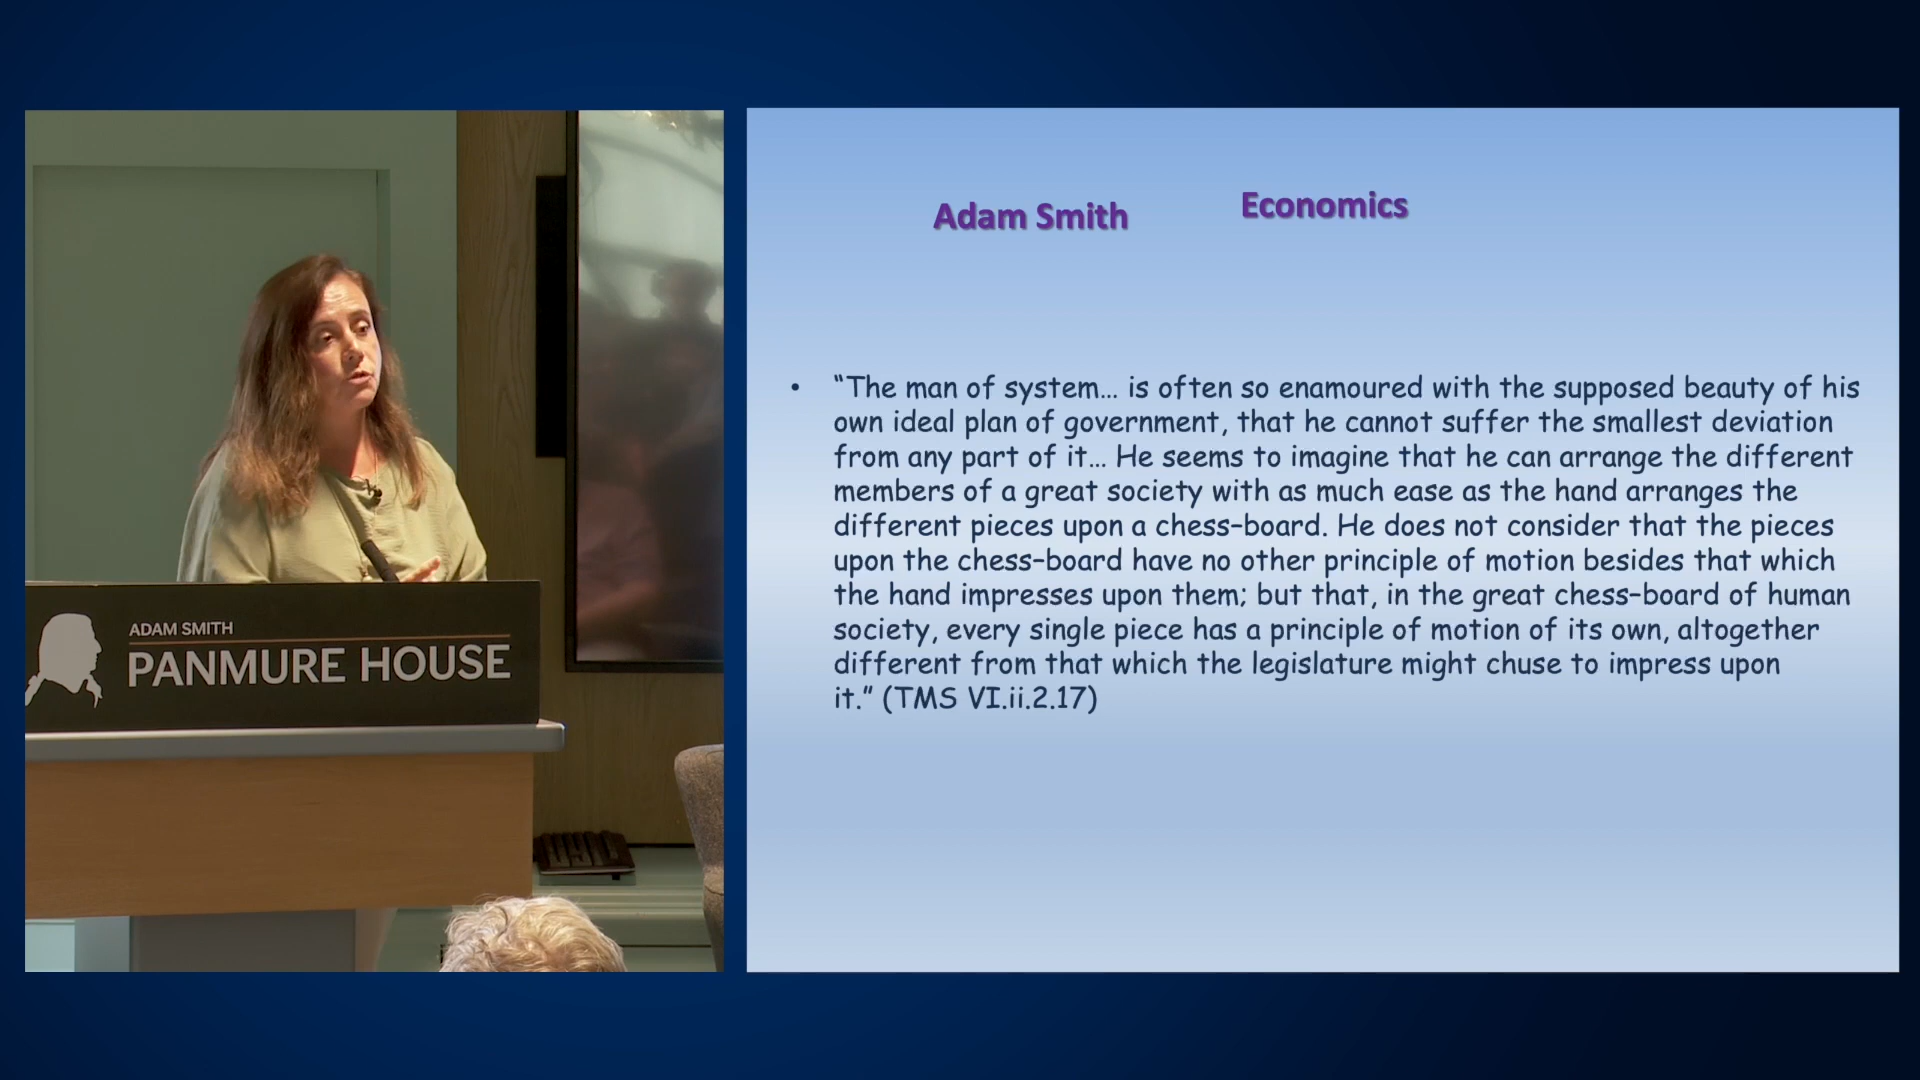 Adam Smith
Economics
• “The man of system... is often so enamoured with the supposed beauty of his
own ideal plan of government, that he cannot suffer the smallest deviation
from any part of it... He seems to imagine that he can arrange the different
members of a great society with as much ease as the hand arranges the
different pieces upon a chess–board. He does not consider that the pieces
upon the chess–board have no other principle of motion besides that which
the hand impresses upon them; but that, in the great chess–board of human
society, every single piece has a principle of motion of its own, altogether
different from that which the legislature might chuse to impress upon
it.” (TMS VI.ii.2.17)
ADAM SMITH
PANMURE HOUSE